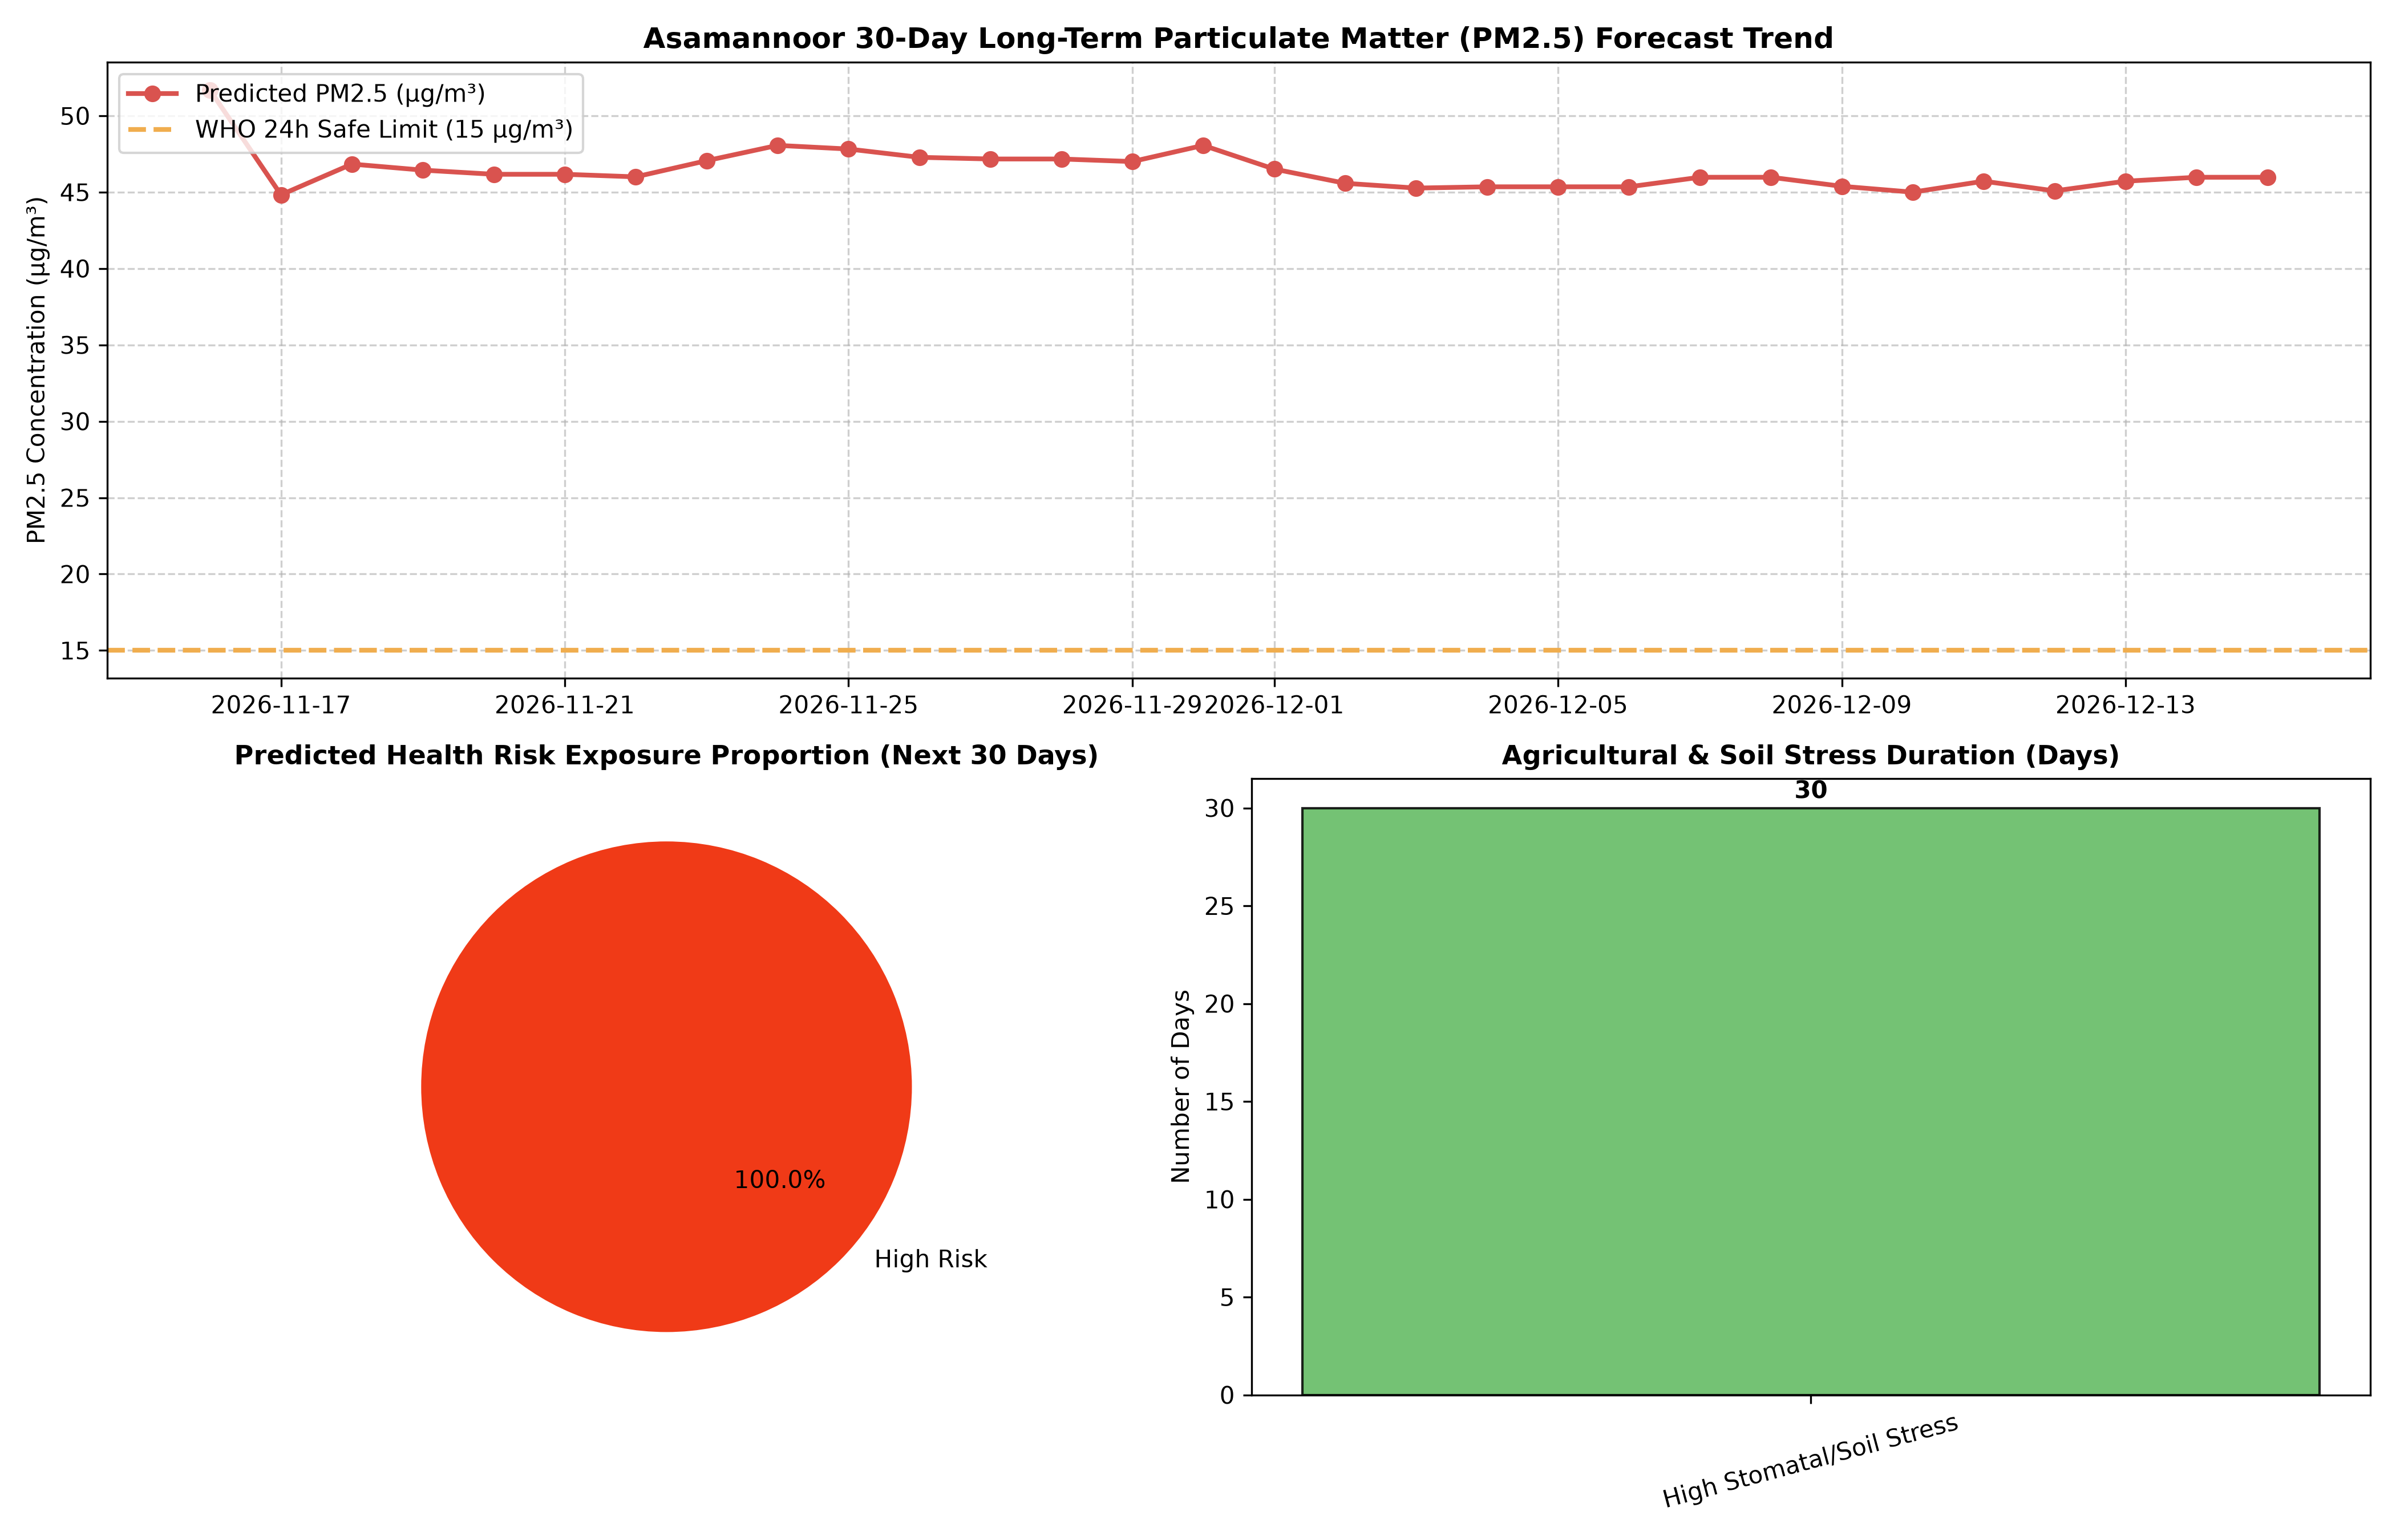 Asamannoor 30-Day Long-Term Particulate Matter (PM2.5) Forecast Trend
Predicted PM2.5 (µg/m³)
WHO 24h Safe Limit (15 µg/m³)
PM2.5 Concentration (µg/m³)
50
45
40
35
30
25
20
15
2026-11-17
2026-11-21
2026-11-25
2026-11-29
2026-12-01
2026-12-05
2026-12-09
2026-12-13
Predicted Health Risk Exposure Proportion (Next 30 Days)
100.0%
High Risk
Agricultural & Soil Stress Duration (Days)
30
Number of Days
30
25
20
15
10
5
0
High Stomatal/Soil Stress